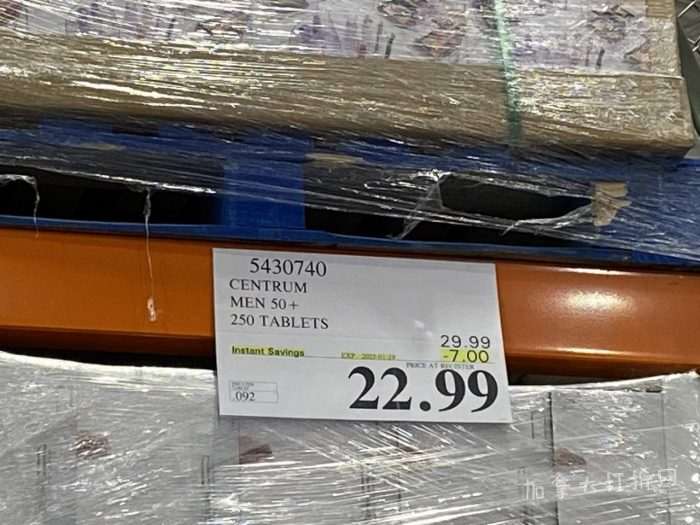 5430740
CENTRUM
MEN 50+
250 TABLETS
29.99
Instant Savings
-7.00
PRICE AT REGISTER
22.99
092
加拿大打折网